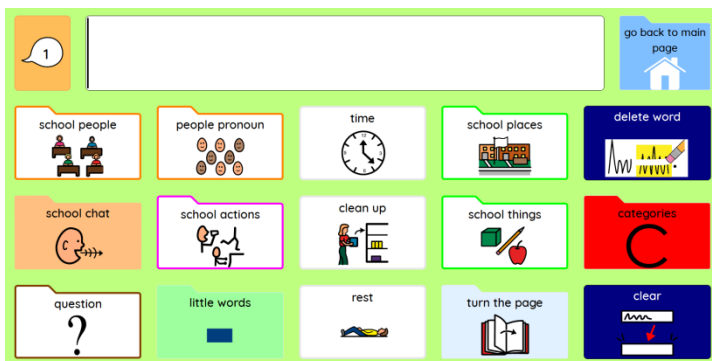 1
go back to main
page
school people
people pronoun
time
school places
delete word
school chat
school actions
clean up
school things
categories
C
question
?
little words
rest
turn the page
clear